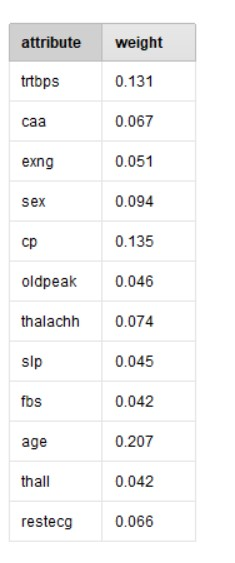 attribute weight
trtbps 0.131
caa 0.067
exng 0.051
sex 0.094
cp 0.135
oldpeak 0.046
thalachh 0.074
slp 0.045
fbs 0.042
age 0.207
thall 0.042
restecg 0.066